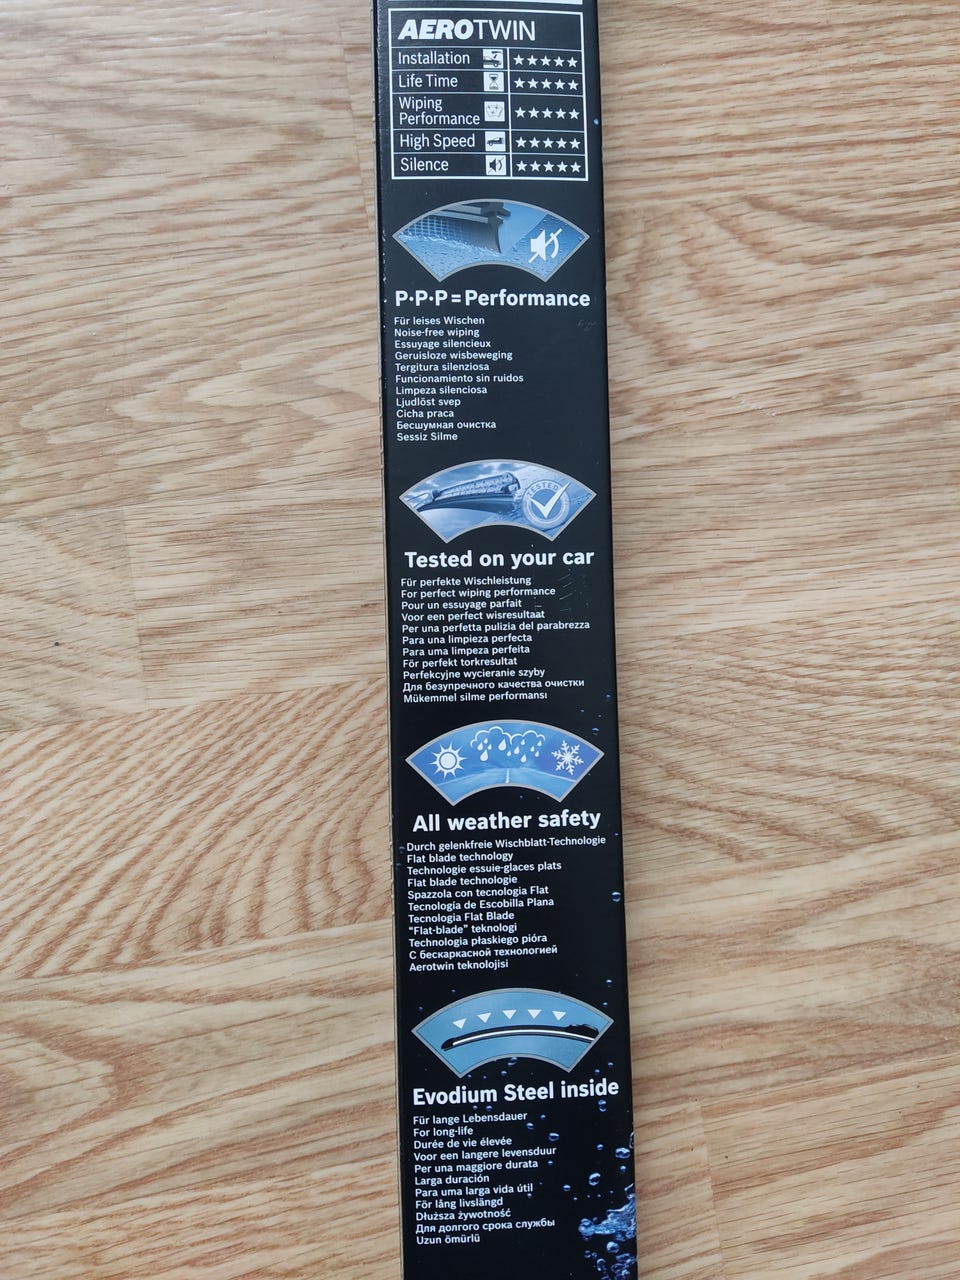 AEROTWIN
Installation ★★★★★
Life Time ★★★★★
Wiping
Performance ★★★★★
High Speed ★★★★★
Silence ★★★★★
P·P·P=Performance
Für leises Wischen
Noise-free wiping
Essuyage silencieux
Geruisloze wisbeweging
Tergitura silenziosa
Funcionamiento sin ruidos
Limpeza silenciosa
Ljudlöst svep
Cicha praca
Бесшумная очистка
Sessiz Silme
TESTED
Tested on your car
Für perfekte Wischleistung
For perfect wiping performance
Pour un essuyage parfait
Voor een perfect wisresultaat
Per una perfetta pulizia del parabrezza
Para una limpieza perfecta
Para uma limpeza perfeita
För perfekt torkresultat
Perfekcyjne wycieranie szyby
Для безупречного качества очистки
Mükemmel silme performansı
All weather safety
Durch gelenkfreie Wischblatt-Technologie
Flat blade technology
Technologie essuie-glaces plats
Flat blade technologie
Spazzola con tecnologia Flat
Tecnología de Escobilla Plana
Tecnologia Flat Blade
“Flat-blade” teknologi
Technologia płaskiego pióra
С бескаркасной технологией
Aerotwin teknolojisi
Evodium Steel inside
Für lange Lebensdauer
For long-life
Durée de vie élevée
Voor een langere levensduur
Per una maggiore durata
Larga duración
Para uma larga vida útil
För lång livslängd
Dłuższa żywotność
Для долгого срока службы
Uzun ömürlü